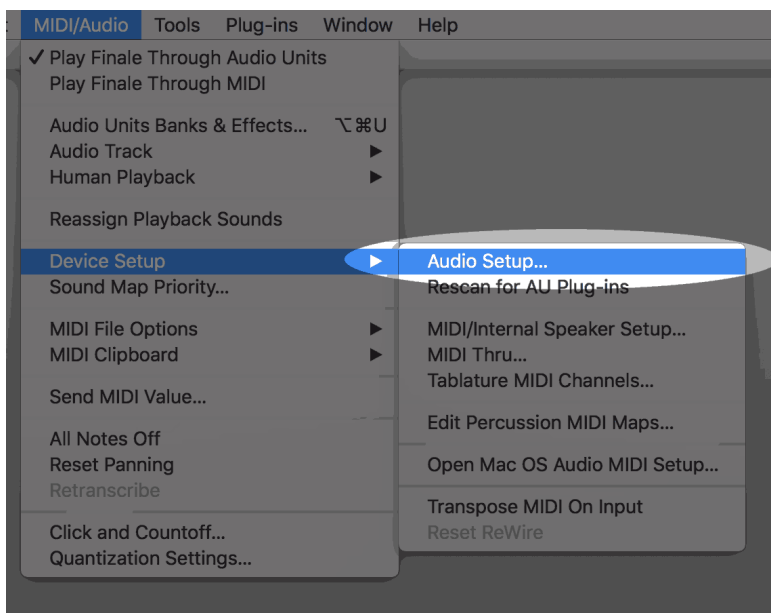 MIDI/Audio Tools Plug-ins Window Help
✓ Play Finale Through Audio Units
Play Finale Through MIDI
Audio Units Banks & Effects... ⌥⌘U
Audio Track ▶
Human Playback ▶
Reassign Playback Sounds
Device Setup ▶
Sound Map Priority...
MIDI File Options ▶
MIDI Clipboard ▶
Send MIDI Value...
All Notes Off
Reset Panning
Retranscribe
Click and Countoff...
Quantization Settings...
Audio Setup...
Rescan for AU Plug-ins
MIDI/Internal Speaker Setup...
MIDI Thru...
Tablature MIDI Channels...
Edit Percussion MIDI Maps...
Open Mac OS Audio MIDI Setup...
Transpose MIDI On Input
Reset ReWire